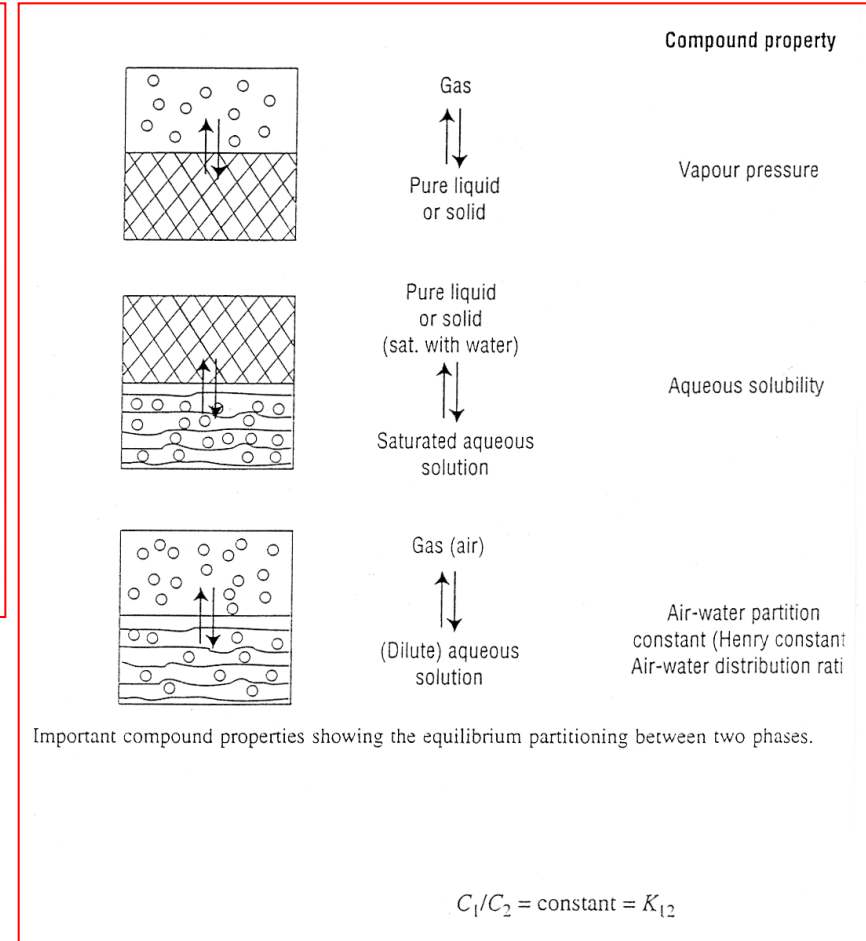 Compound property
Gas
Pure liquid
or solid
Vapour pressure
Pure liquid
or solid
(sat. with water)
Saturated aqueous
solution
Aqueous solubility
Gas (air)
(Dilute) aqueous
solution
Air-water partition
constant (Henry constant
Air-water distribution rati
Important compound properties showing the equilibrium partitioning between two phases.
C₁/C₂ = constant = K₁₂